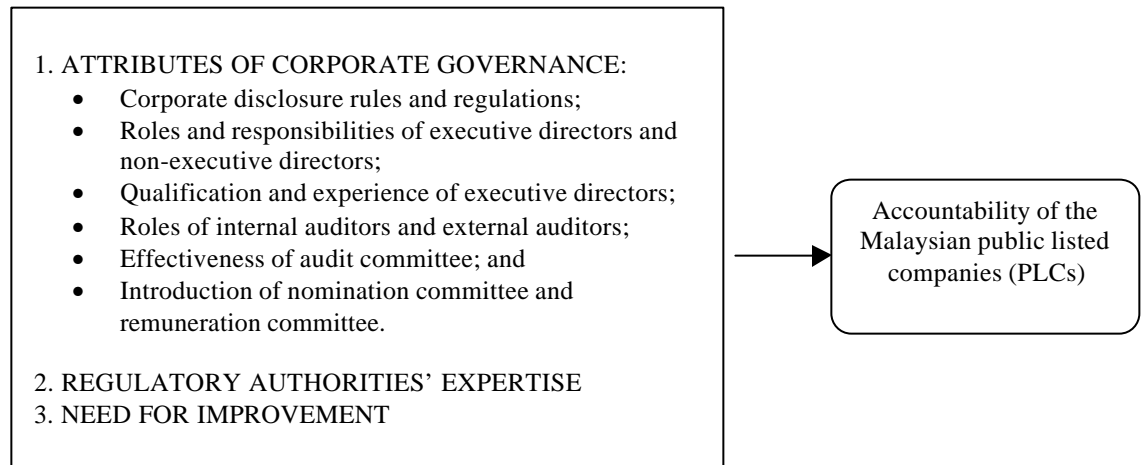 1. ATTRIBUTES OF CORPORATE GOVERNANCE:
• Corporate disclosure rules and regulations;
• Roles and responsibilities of executive directors and
non-executive directors;
• Qualification and experience of executive directors;
• Roles of internal auditors and external auditors;
• Effectiveness of audit committee; and
• Introduction of nomination committee and
remuneration committee.
2. REGULATORY AUTHORITIES’ EXPERTISE
3. NEED FOR IMPROVEMENT
Accountability of the
Malaysian public listed
companies (PLCs)